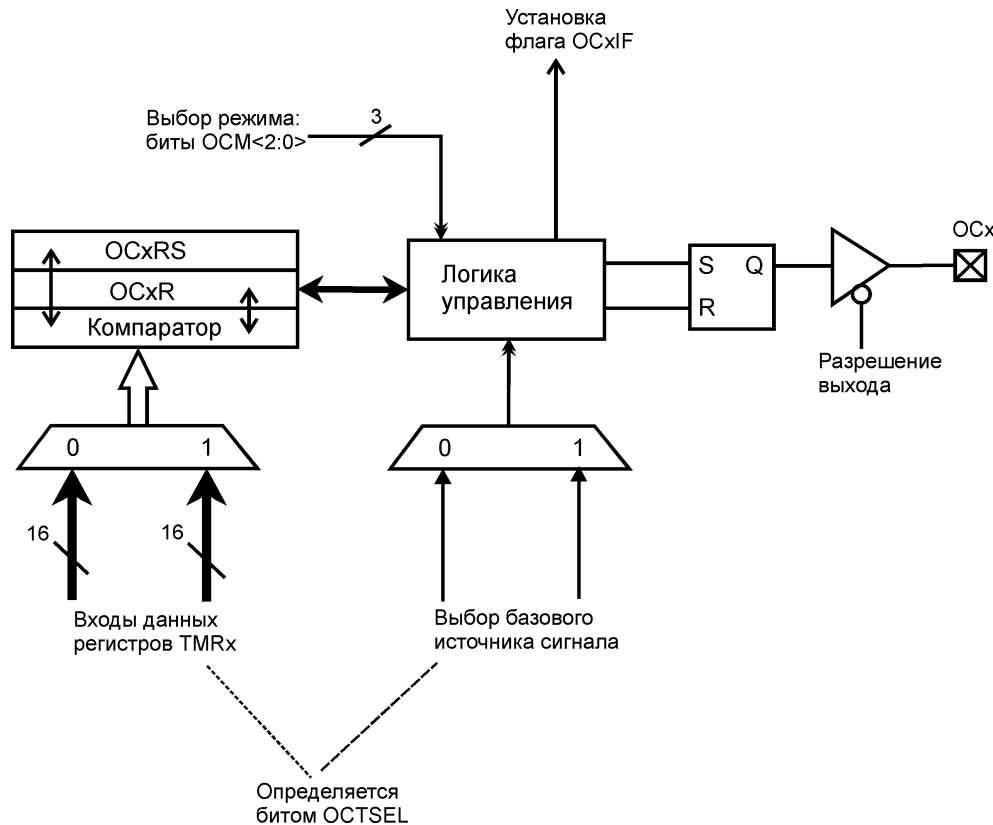 Установка
флага OCxIF
Выбор режима:
биты OCM<2:0>
3
OCx
OCxRS
OCxR
Компаратор
Логика
управления
S Q
R
Разрешение
выхода
0 1
0 1
16 16
Входы данных
регистров TMRx
Выбор базового
источника сигнала
Определяется
битом OCTSEL